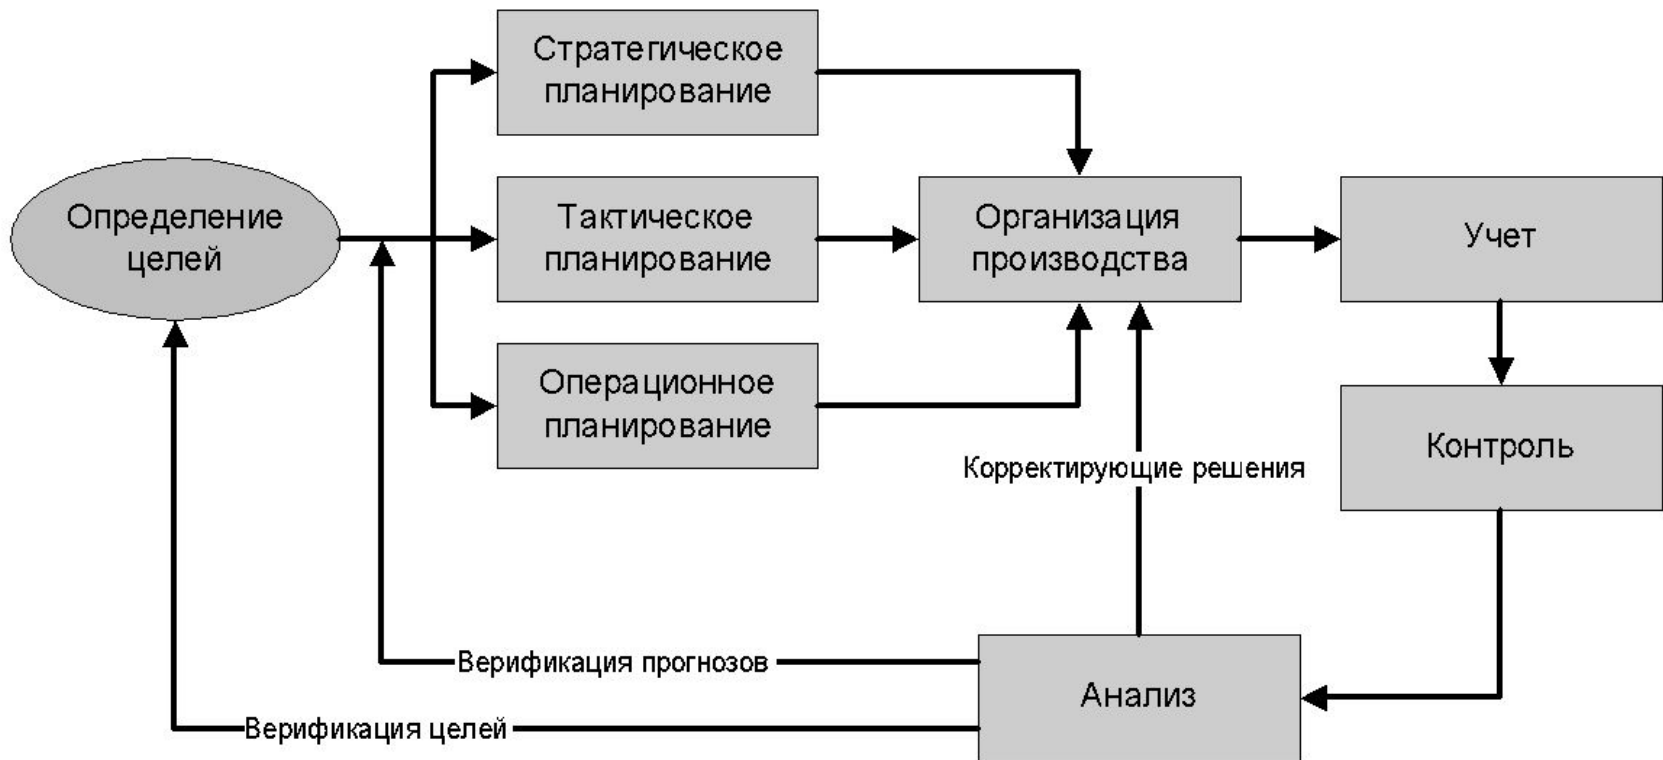 Стратегическое
планирование
Определение
целей
Тактическое
планирование
Организация
производства
Учет
Операционное
планирование
Контроль
Корректирующие решения
Верификация прогнозов
Анализ
Верификация целей